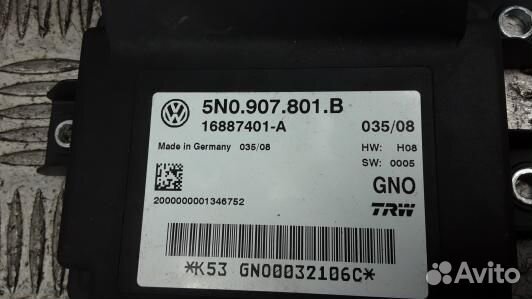 5N0.907.801.B
16887401-A 035/08
Made in Germany 035/08 HW: H08
SW: 0005
GNO
2000000001346752
TRW
*K53 GNO00032106C*
Avito